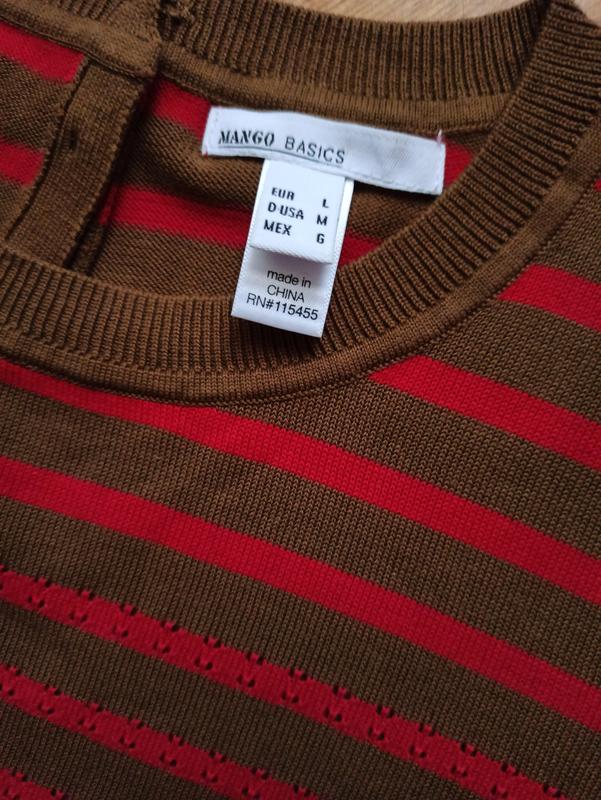 MANGO BASICS
EUR L
D·USA M
MEX G
made in
CHINA
RN#115455